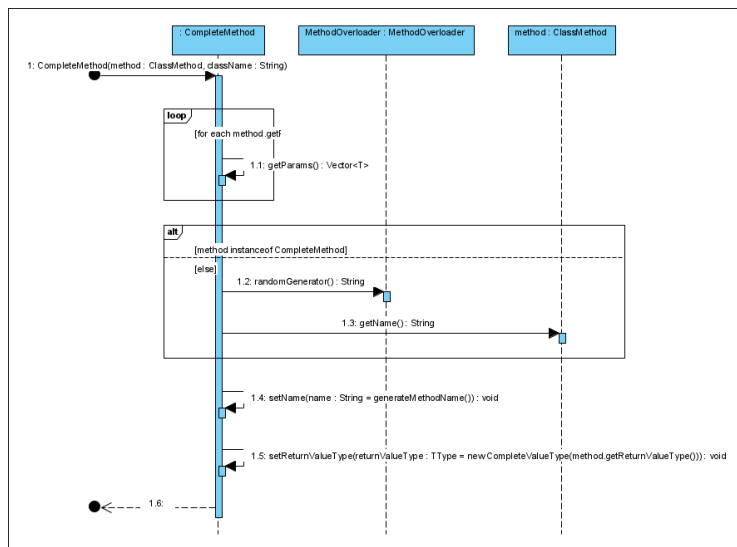 : CompleteMethod
MethodOverloader : MethodOverloader
method : ClassMethod
1: CompleteMethod(method : ClassMethod, className : String)
loop
[for each method.getF
1.1: getParams() : Vector<T>
alt
[method instanceof CompleteMethod]
[else]
1.2: randomGenerator() : String
1.3: getName() : String
1.4: setName(name : String = generateMethodName()) : void
1.5: setReturnValueType(returnValueType : TType = new CompleteValueType(method.getReturnValueType())) : void
1.6: